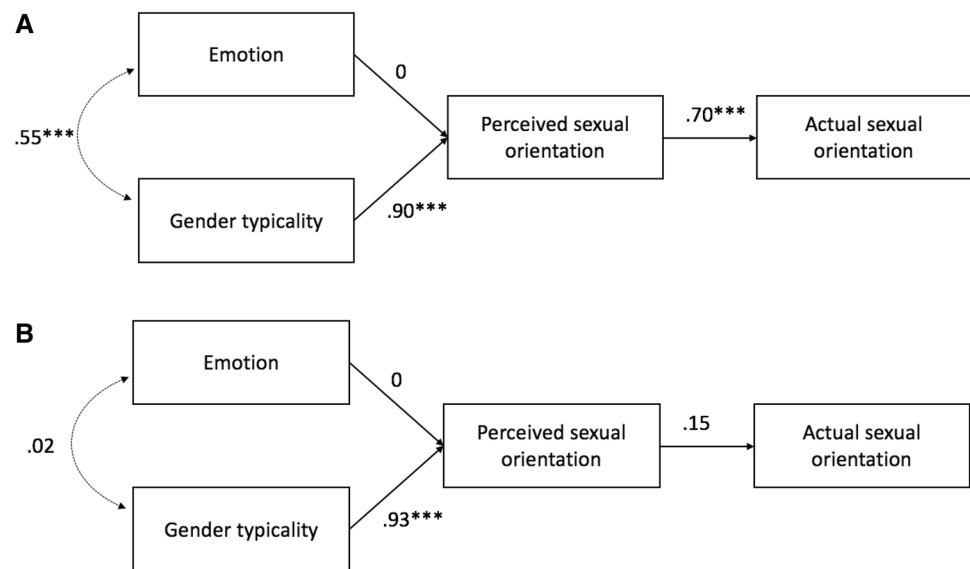 A
Emotion
0
.55***
Perceived sexual
orientation
.70***
Actual sexual
orientation
Gender typicality
.90***
B
Emotion
0
.02
Perceived sexual
orientation
.15
Actual sexual
orientation
Gender typicality
.93***